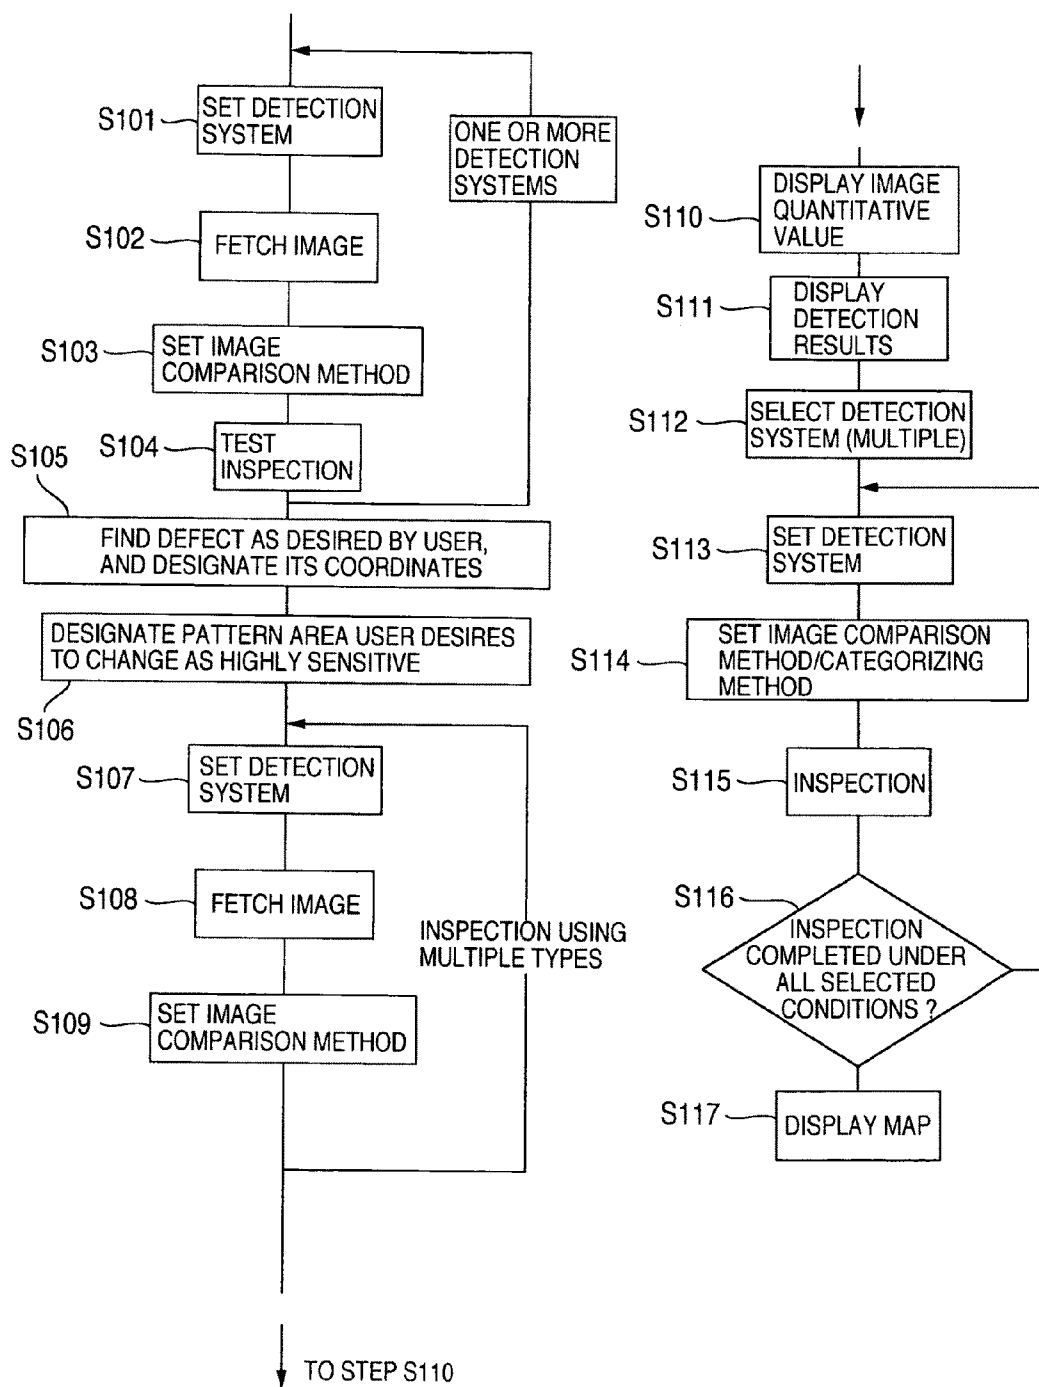 S101
SET DETECTION
SYSTEM
ONE OR MORE
DETECTION
SYSTEMS
S102
FETCH IMAGE
S103
SET IMAGE
COMPARISON METHOD
S104
TEST
INSPECTION
S105
FIND DEFECT AS DESIRED BY USER,
AND DESIGNATE ITS COORDINATES
DESIGNATE PATTERN AREA USER DESIRES
TO CHANGE AS HIGHLY SENSITIVE
S106
S107
SET DETECTION
SYSTEM
S108
FETCH IMAGE
INSPECTION USING
MULTIPLE TYPES
S109
SET IMAGE
COMPARISON METHOD
TO STEP S110
S110
DISPLAY IMAGE
QUANTITATIVE
VALUE
S111
DISPLAY
DETECTION
RESULTS
S112
SELECT DETECTION
SYSTEM (MULTIPLE)
S113
SET DETECTION
SYSTEM
S114
SET IMAGE COMPARISON
METHOD/CATEGORIZING
METHOD
S115
INSPECTION
S116
INSPECTION
COMPLETED UNDER
ALL SELECTED
CONDITIONS ?
S117
DISPLAY MAP